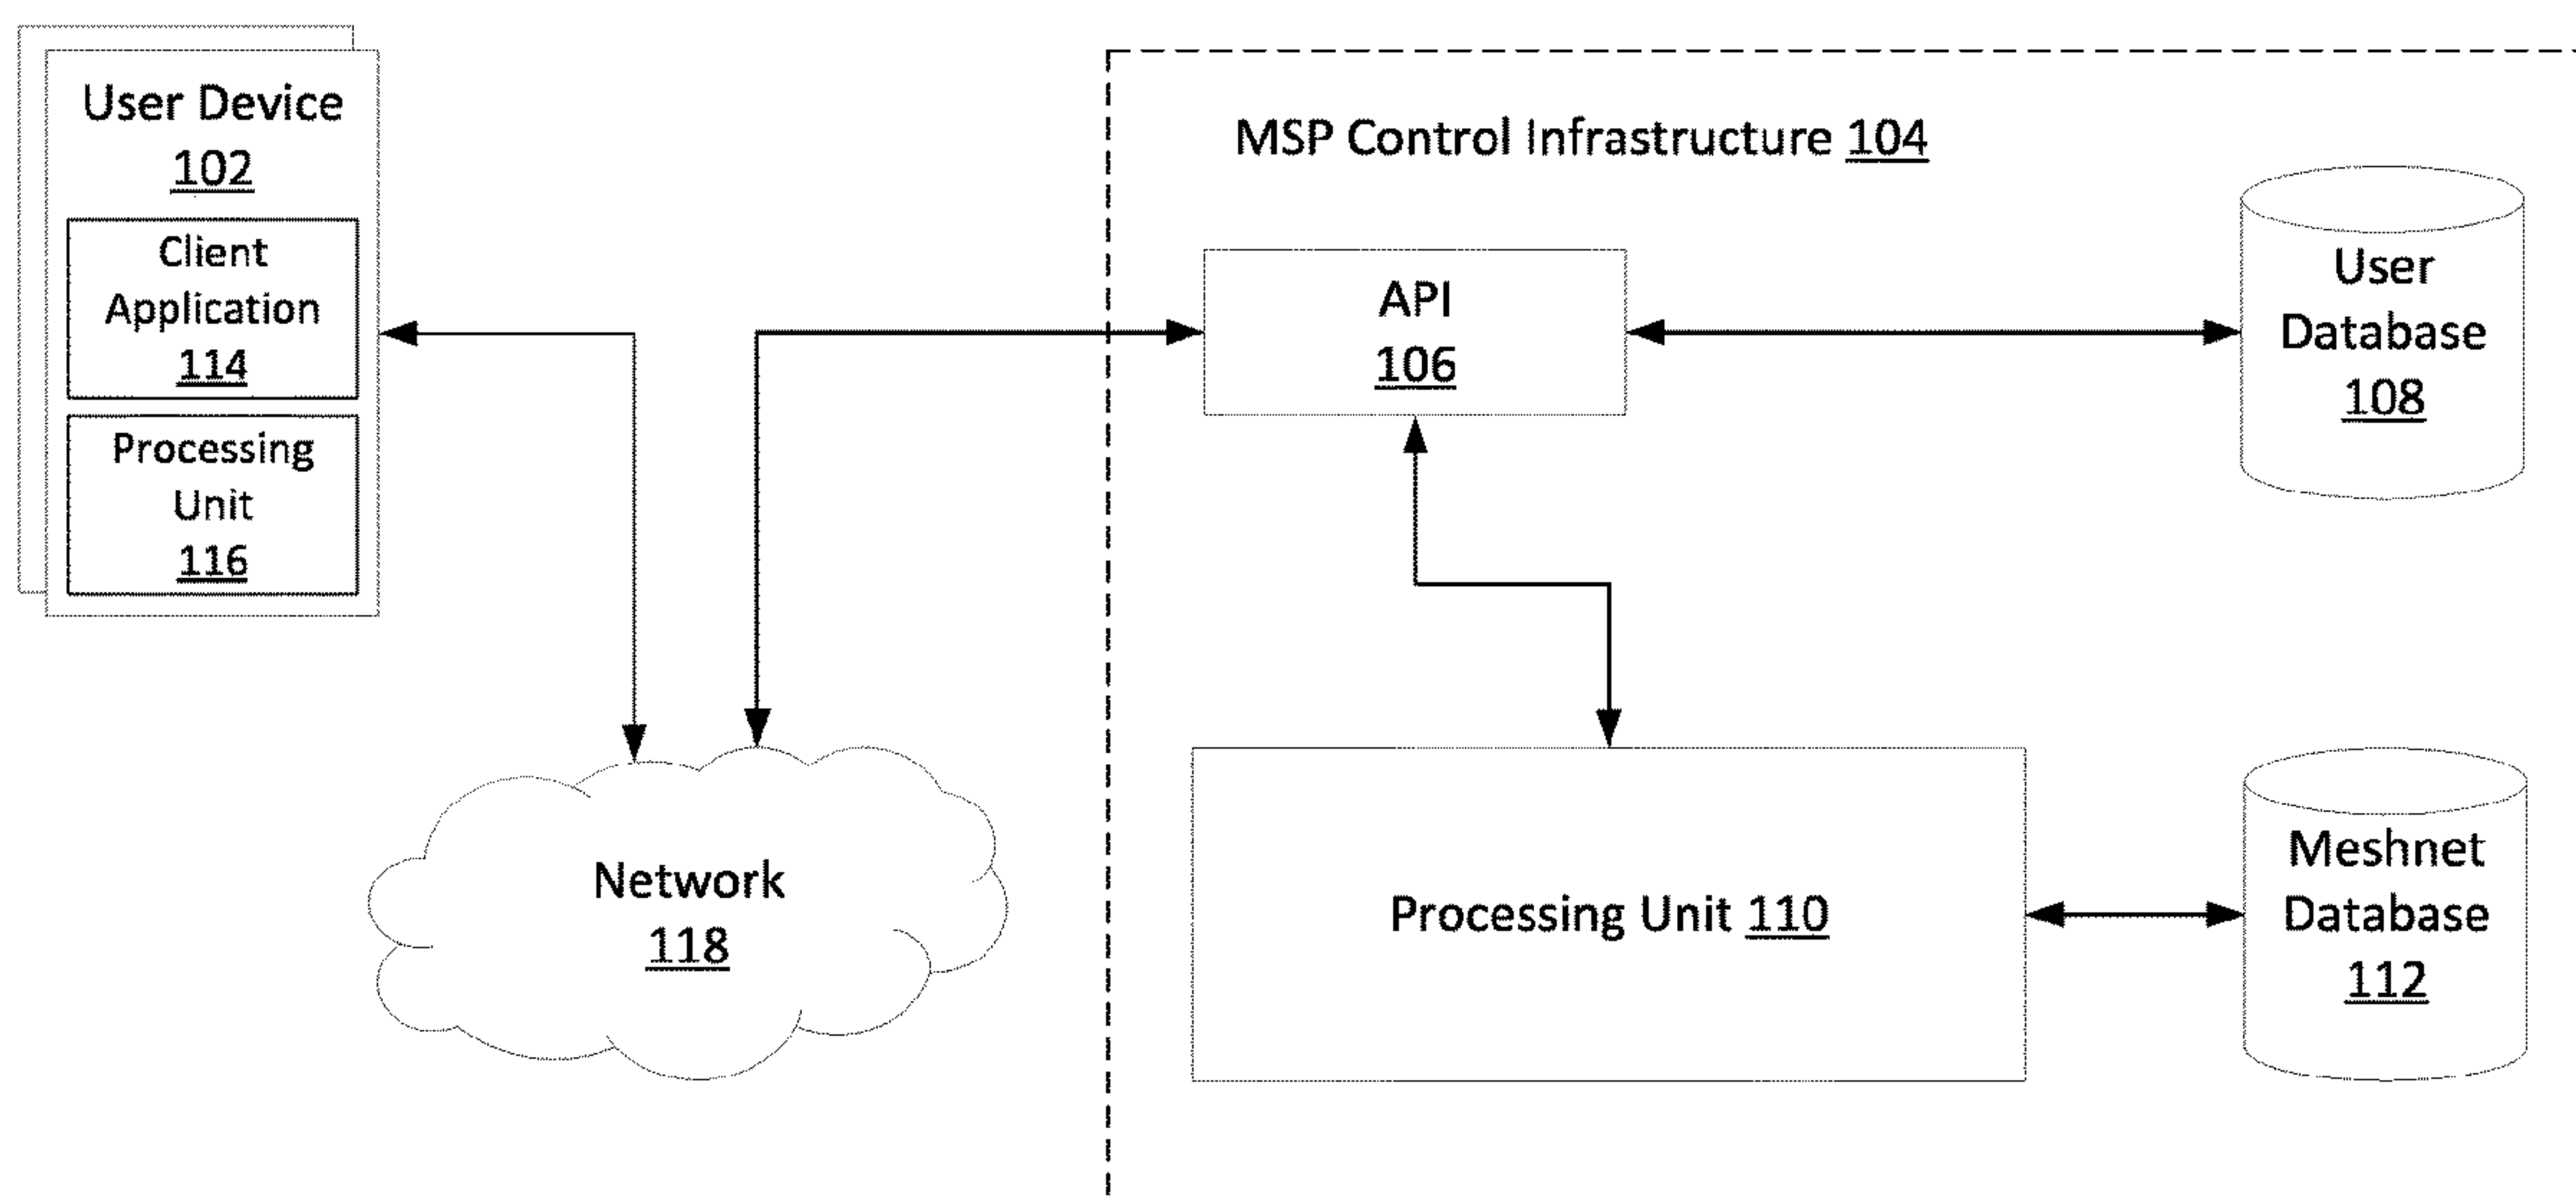 User Device
102
Client
Application
114
Processing
Unit
116
Network
118
MSP Control Infrastructure 104
API
106
User
Database
108
Processing Unit 110
Meshnet
Database
112